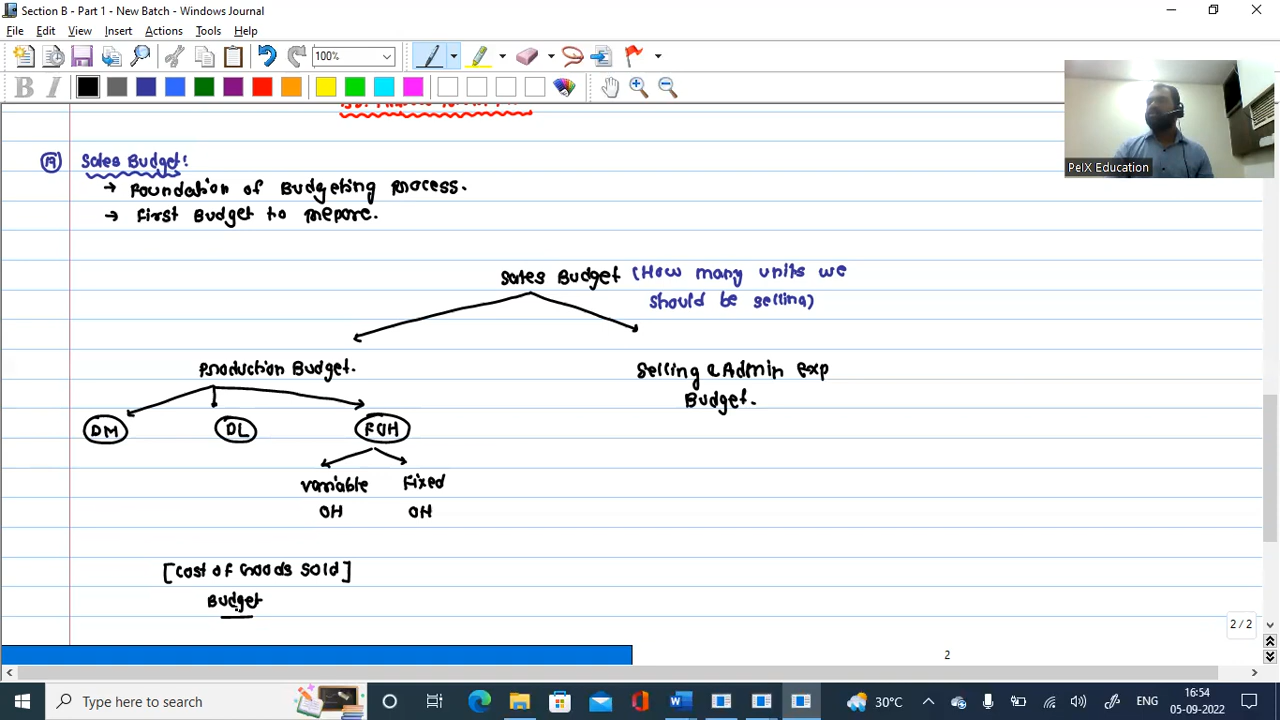 Section B - Part 1 - New Batch - Windows Journal
File Edit View Insert Actions Tools Help
100%
B I
PelX Education
(A) Sales Budget:
→ Foundation of Budgeting Process.
→ First Budget to Prepare.
Sales Budget (How many units we
should be selling)
Production Budget.
Selling & Admin exp
Budget.
DM DL FOH
Variable Fixed
OH OH
[Cost of Goods Sold]
Budget
2 / 2
2
Type here to search
30°C
ENG
16:54
05-09-2022